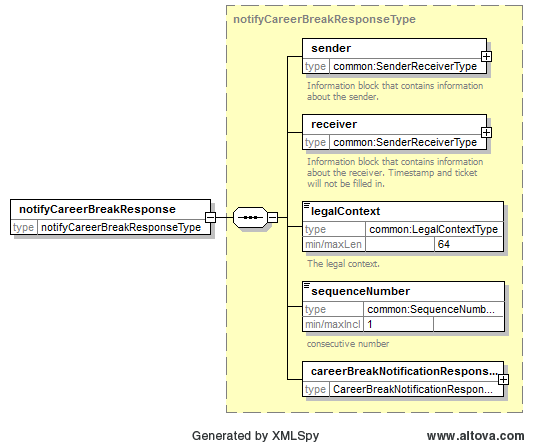 notifyCareerBreakResponseType
sender
type common:SenderReceiverType
Information block that contains information
about the sender.
receiver
type common:SenderReceiverType
Information block that contains information
about the receiver. Timestamp and ticket
will not be filled in.
notifyCareerBreakResponse
type notifyCareerBreakResponseType
legalContext
type common:LegalContextType
min/maxLen 64
The legal context.
sequenceNumber
type common:SequenceNumb...
min/maxIncl 1
consecutive number
careerBreakNotificationRespons...
type CareerBreakNotificationRespon...
Generated by XMLSpy www.altova.com